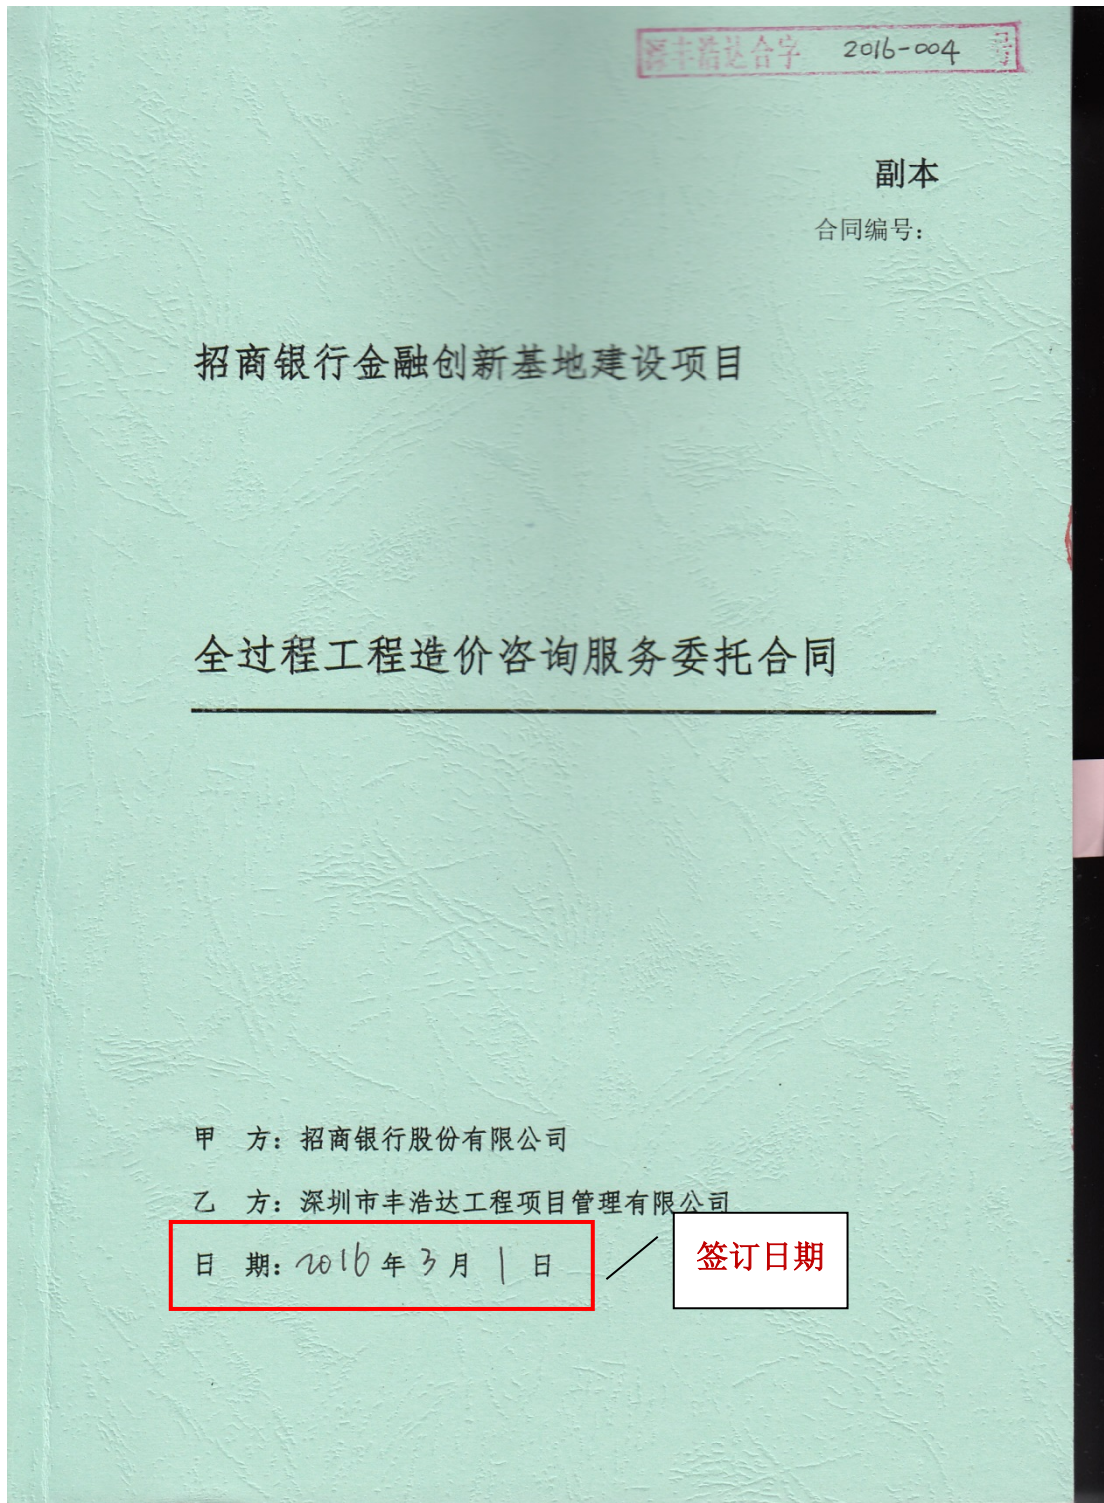 深丰浩达合字 2016-004 号
副本
合同编号：
招商银行金融创新基地建设项目
全过程工程造价咨询服务委托合同
甲 方：招商银行股份有限公司
乙 方：深圳市丰浩达工程项目管理有限公司
日 期：2016年3月1日
签订日期